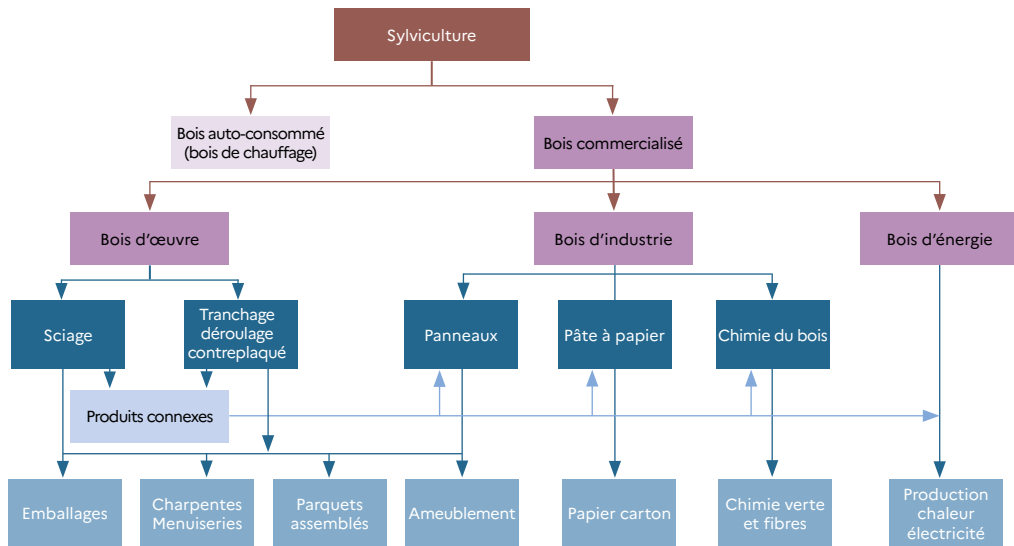 Sylviculture
Bois auto-consommé
(bois de chauffage)
Bois commercialisé
Bois d'œuvre
Bois d'industrie
Bois d'énergie
Sciage
Tranchage
déroulage
contreplaqué
Panneaux
Pâte à papier
Chimie du bois
Produits connexes
Emballages
Charpentes
Menuiseries
Parquets
assemblés
Ameublement
Papier carton
Chimie verte
et fibres
Production
chaleur
électricité